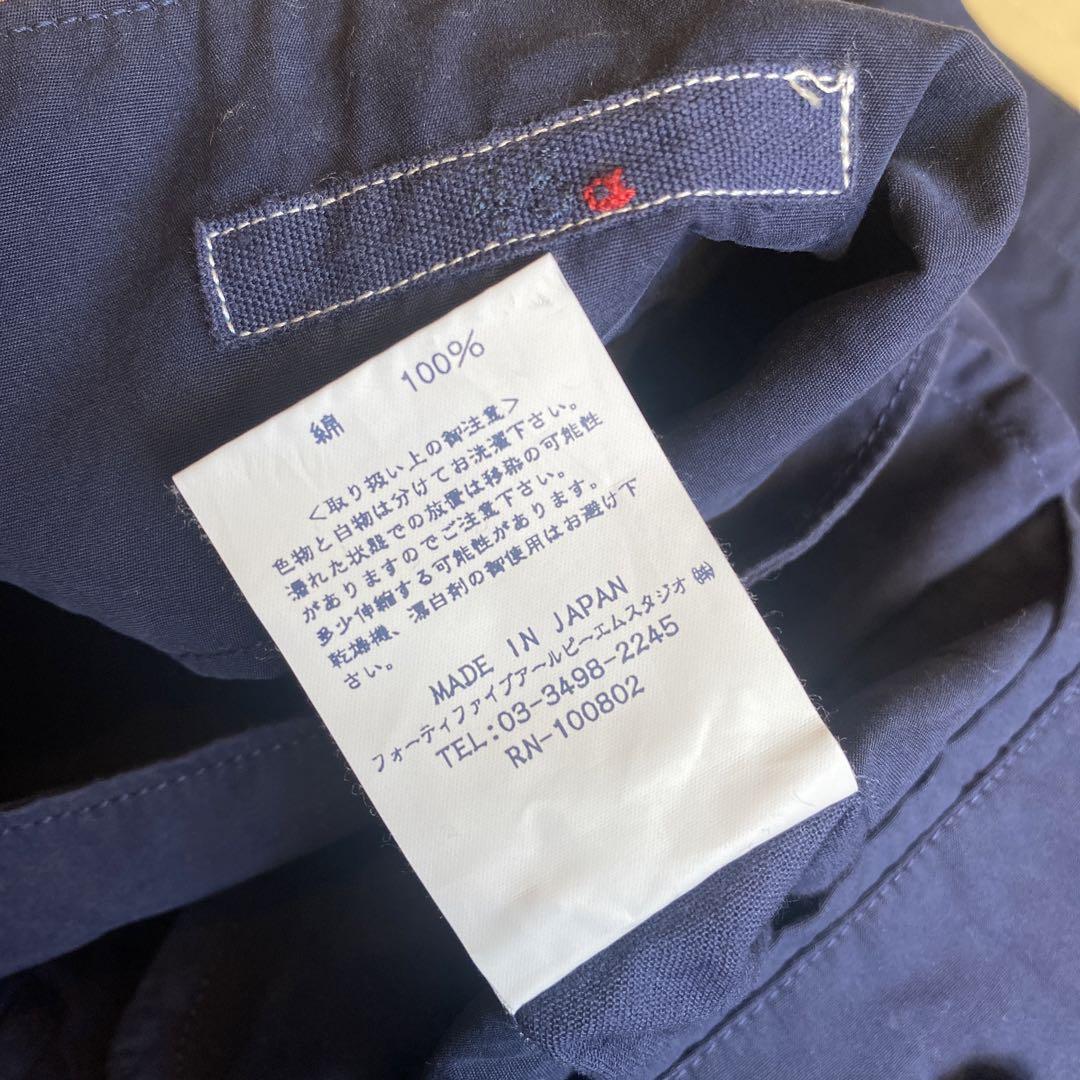 綿 100%
<取り扱い上の御注意>
色物と白物は分けてお洗濯下さい。
濡れた状態での放置は移染の可能性
がありますのでご注意下さい。
多少伸縮する可能性があります。
乾燥機、漂白剤の御使用はお避け下
さい。
MADE IN JAPAN
フォーティファイブアールピーエムスタジオ㈱
TEL:03-3498-2245
RN-100802